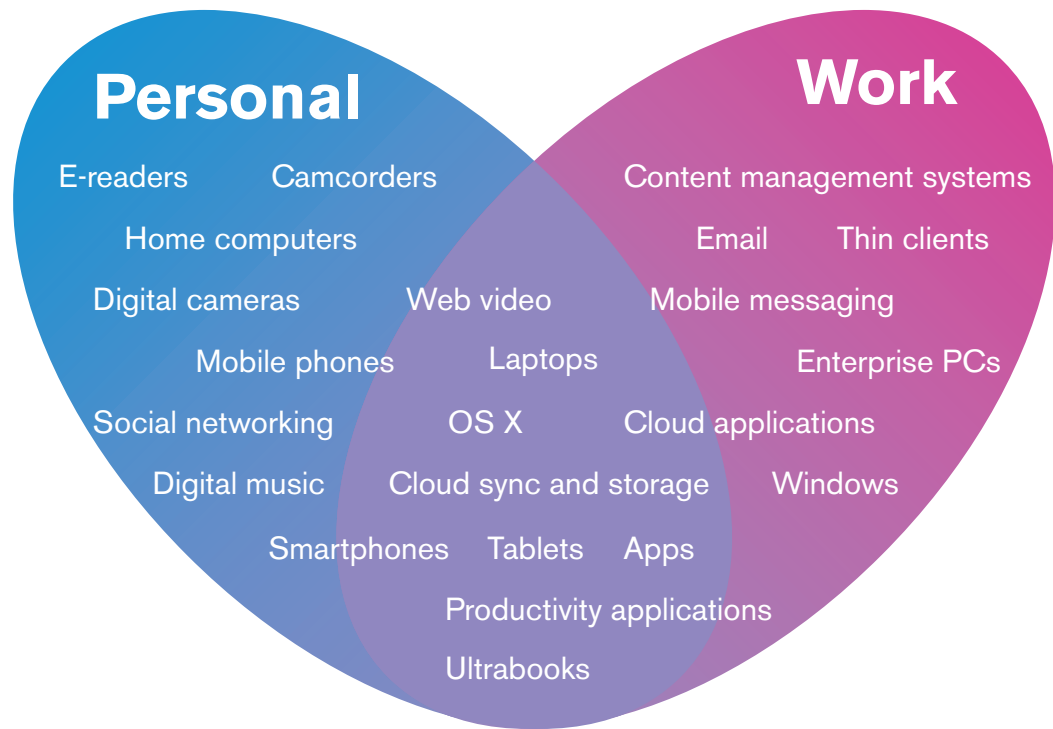 Personal
Work
E-readers Camcorders Content management systems
Home computers Email Thin clients
Digital cameras Web video Mobile messaging
Mobile phones Laptops Enterprise PCs
Social networking OS X Cloud applications
Digital music Cloud sync and storage Windows
Smartphones Tablets Apps
Productivity applications
Ultrabooks